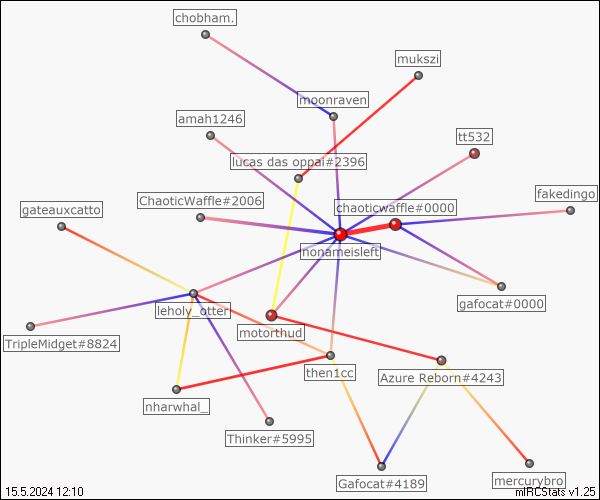 chobham.
mukszi
moonraven
amah1246
tt532
lucas das oppai#2396
ChaoticWaffle#2006
fakedingo
chaoticwaffle#0000
gateauxcatto
nonameisleft
gafocat#0000
leholy_otter
motorthud
TripleMidget#8824
then1cc
Azure Reborn#4243
nharwhal_
Thinker#5995
Gafocat#4189
mercurybro
15.5.2024 12:10
mIRCStats v1.25